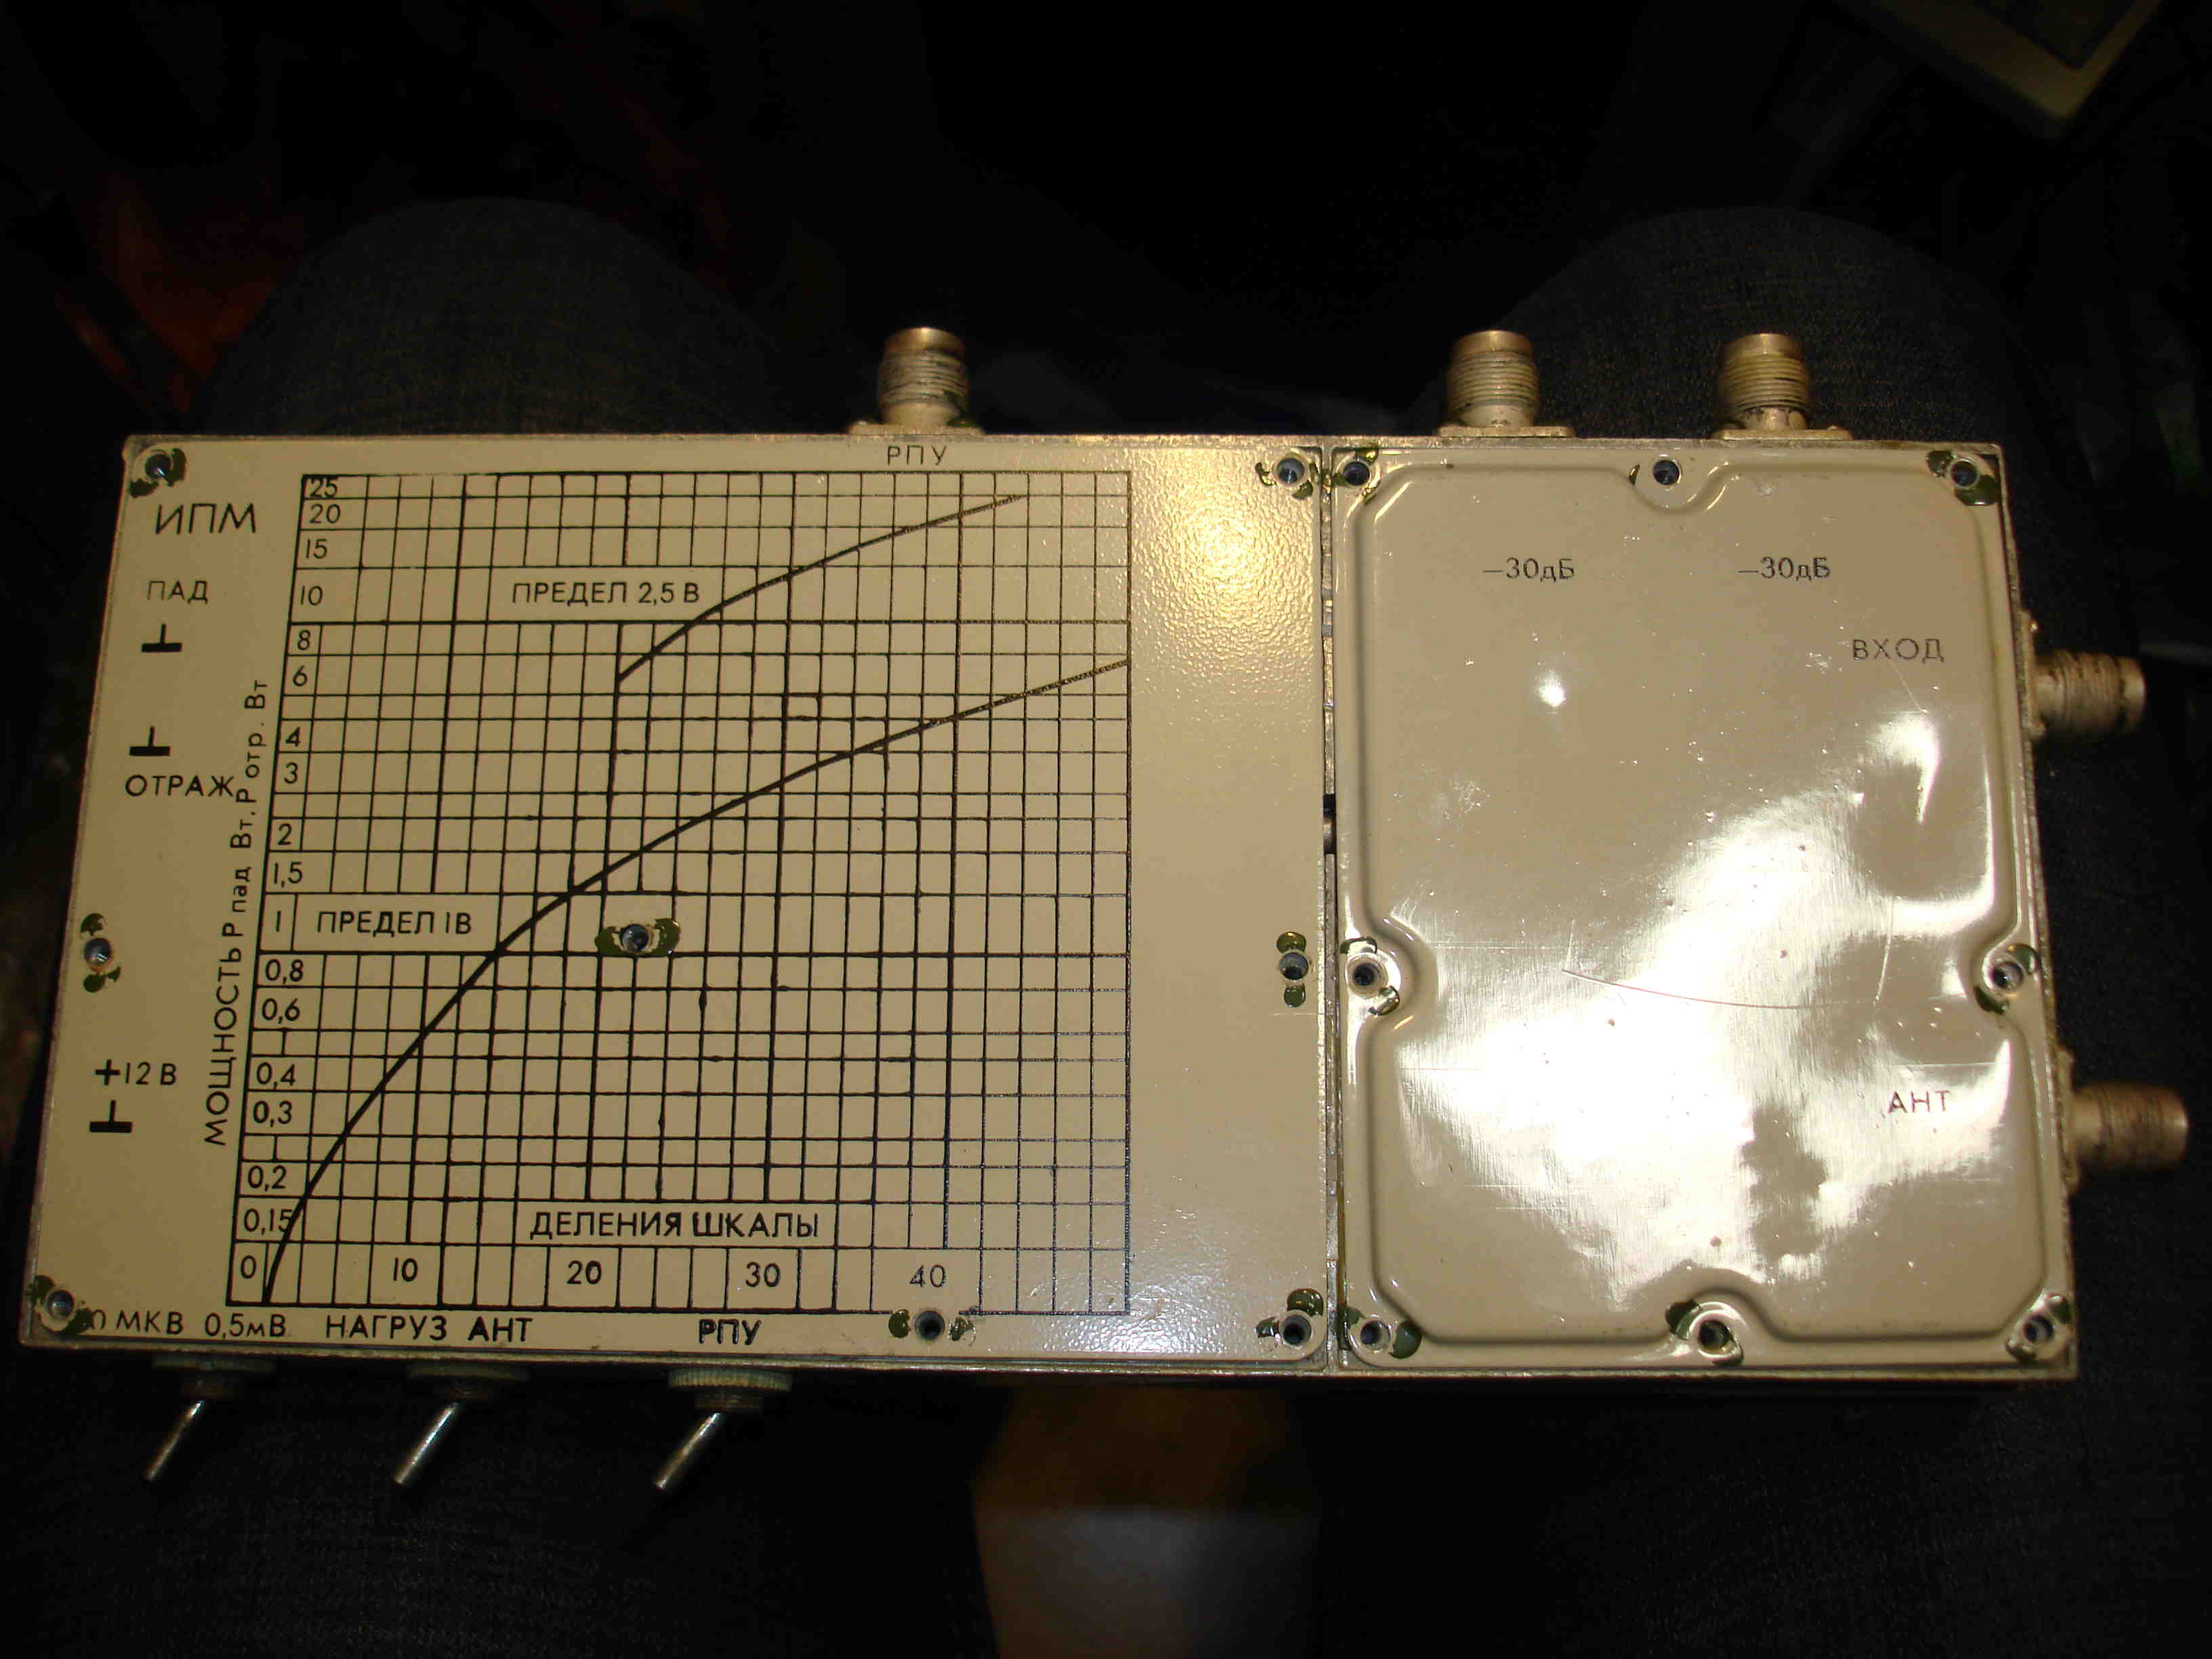 РПУ
ИПМ
ПАД
ОТРАЖ
+12 В
МОЩНОСТЬ Р пад Вт, Р отр. Вт
25
20
15
10
ПРЕДЕЛ 2,5 В
8
6
4
3
2
1,5
1
ПРЕДЕЛ 1В
0,8
0,6
0,4
0,3
0,2
0,15
ДЕЛЕНИЯ ШКАЛЫ
0 10 20 30 40
МКВ 0,5мВ НАГРУЗ АНТ РПУ
−30дБ −30дБ
ВХОД
АНТ